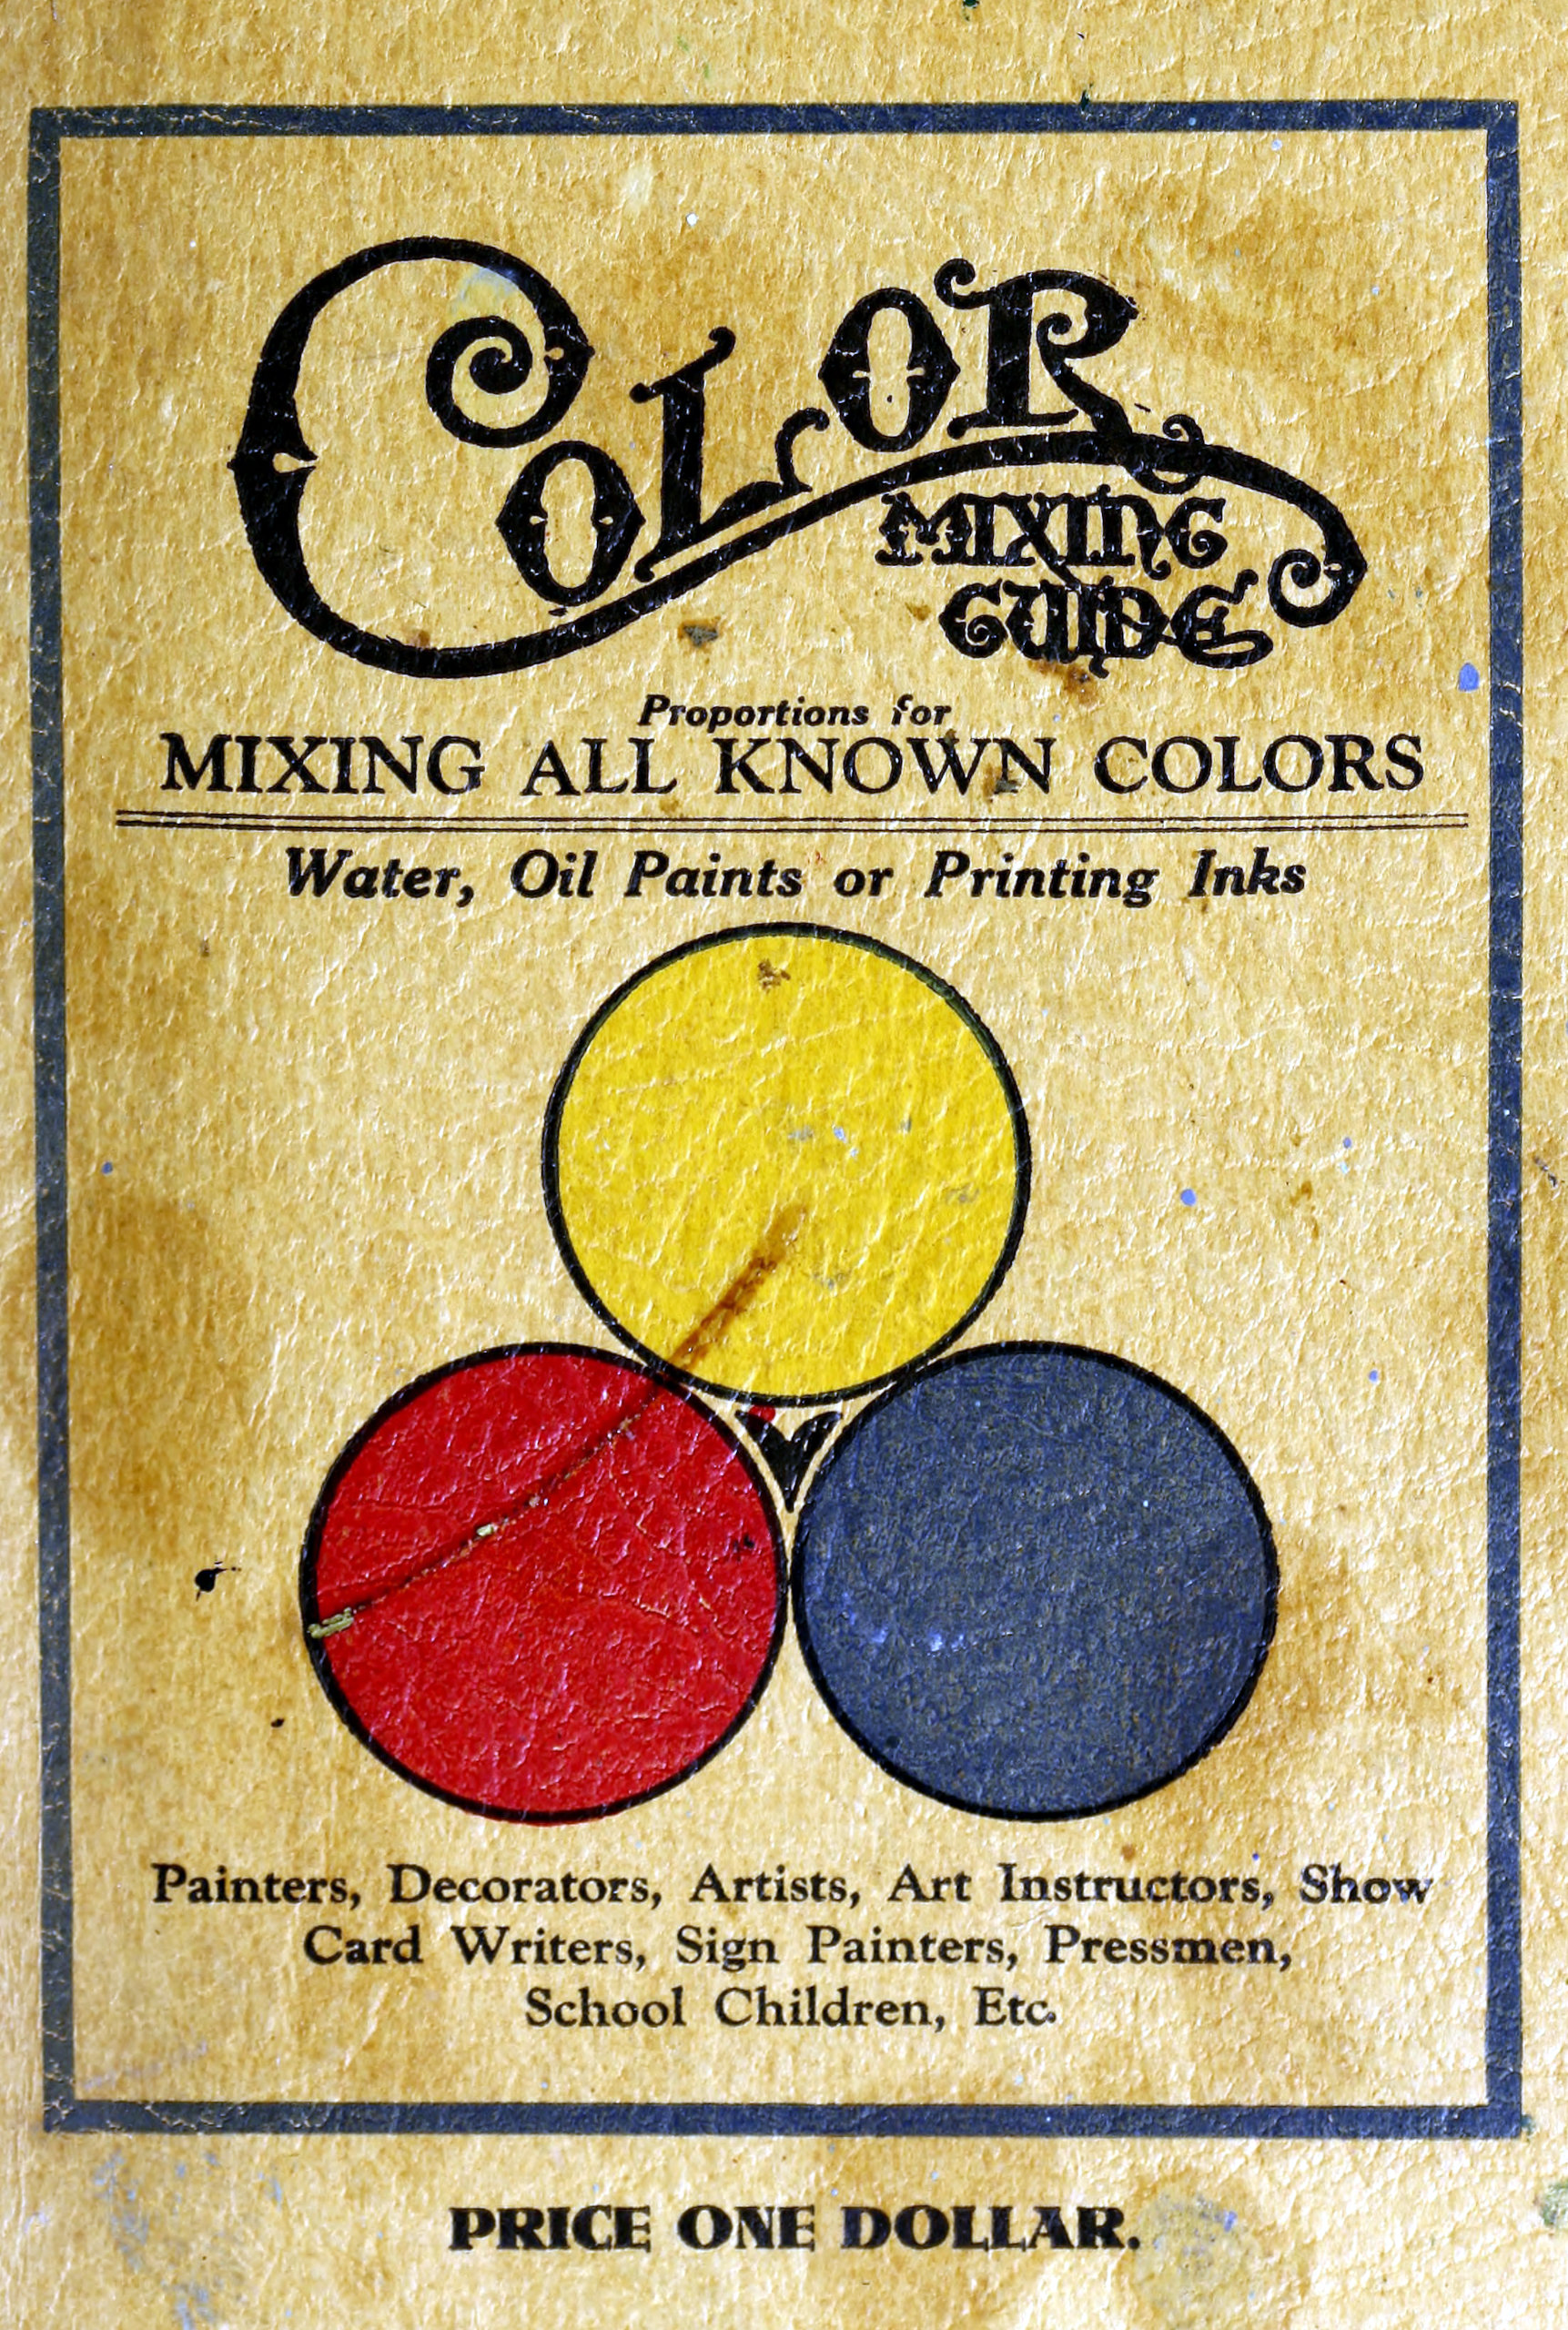 COLOR
MIXING
GUIDE
Proportions for
MIXING ALL KNOWN COLORS
Water, Oil Paints or Printing Inks
Painters, Decorators, Artists, Art Instructors, Show
Card Writers, Sign Painters, Pressmen,
School Children, Etc.
PRICE ONE DOLLAR.